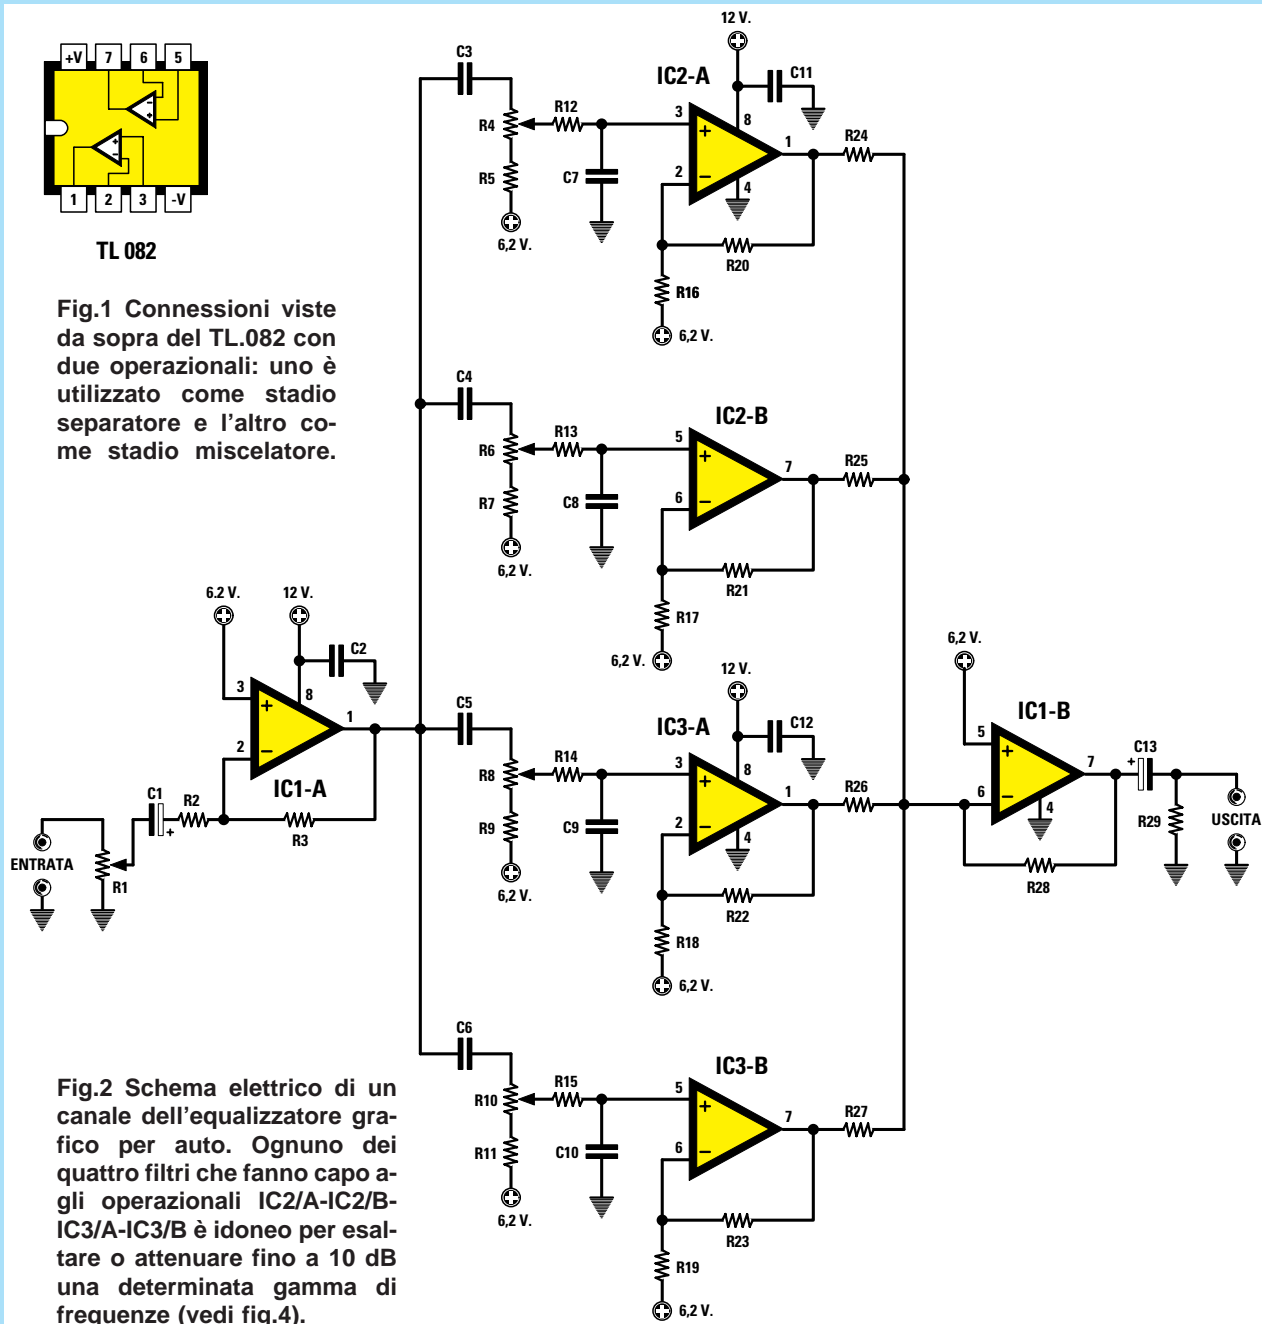 +V 7 6 5
1 2 3 -V
TL 082
Fig.1 Connessioni viste
da sopra del TL.082 con
due operazionali: uno è
utilizzato come stadio
separatore e l'altro co-
me stadio miscelatore.
12 V.
C3
IC2-A
C11
R4
R12
3
8
1
R24
R5
C7
2
4
6,2 V.
R20
R16
6,2 V.
C4
IC2-B
R6
R13
5
7
R25
R7
C8
6
6,2 V.
R21
R17
6,2 V.
6.2 V.
12 V.
C2
3
8
1
2
IC1-A
C1
+
R2
R3
ENTRATA
R1
12 V.
C5
IC3-A
C12
R8
R14
3
8
1
R26
R9
C9
2
4
6,2 V.
R22
R18
6,2 V.
6,2 V.
IC1-B
5
7
C13
+
6
4
R29
USCITA
R28
C6
IC3-B
R10
R15
5
7
R27
R11
C10
6
6,2 V.
R23
R19
6,2 V.
Fig.2 Schema elettrico di un
canale dell'equalizzatore gra-
fico per auto. Ognuno dei
quattro filtri che fanno capo a-
gli operazionali IC2/A-IC2/B-
IC3/A-IC3/B è idoneo per esal-
tare o attenuare fino a 10 dB
una determinata gamma di
frequenze (vedi fig.4).